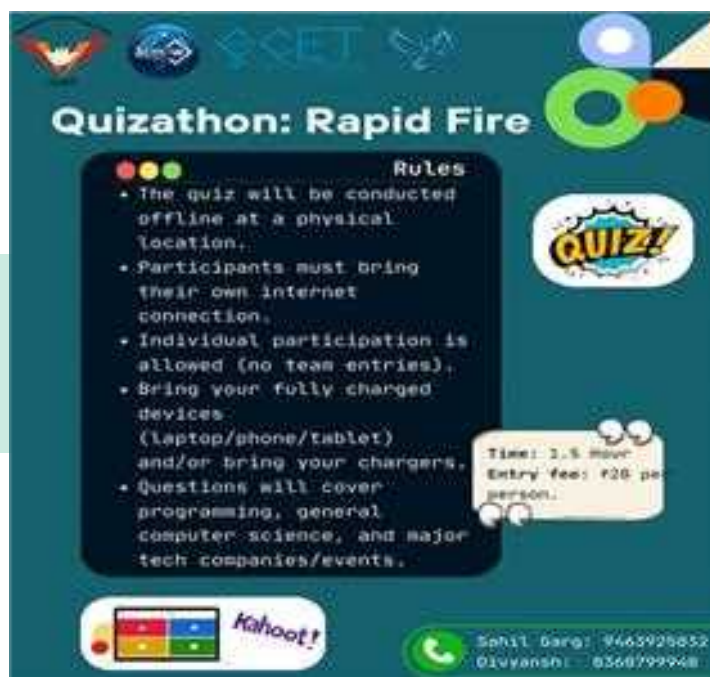 CCET
Quizathon: Rapid Fire
Rules
• The quiz will be conducted
offline at a physical
location.
• Participants must bring
their own internet
connection.
• Individual participation is
allowed (no team entries).
• Bring your fully charged
devices
(laptop/phone/tablet)
and/or bring your chargers.
• Questions will cover
programming, general
computer science, and major
tech companies/events.
QUIZ!
Time: 1.5 Hour
Entry fee: ₹20 per
person.
Kahoot!
Sahil Garg: 9463925832
Divyansh: 8360799948